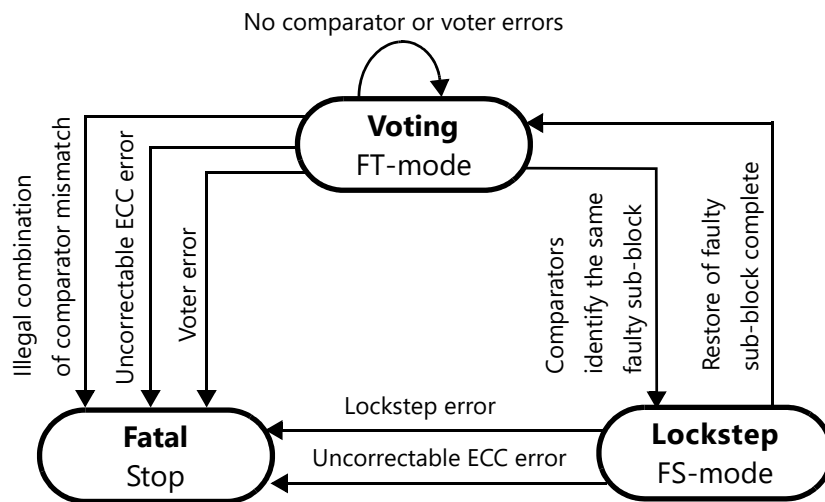 No comparator or voter errors
Voting
FT-mode
Illegal combination
of comparator mismatch
Uncorrectable ECC error
Voter error
Comparators
identify the same
faulty sub-block
Restore of faulty
sub-block complete
Lockstep error
Uncorrectable ECC error
Fatal
Stop
Lockstep
FS-mode